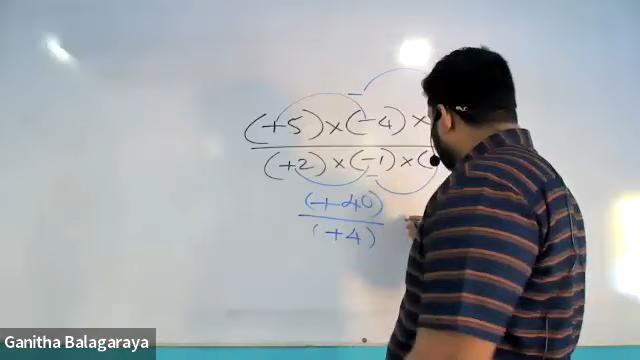 (+5) × (-4) ×
(+2) × (-1) × (
(+40)
(+4)
Ganitha Balagaraya